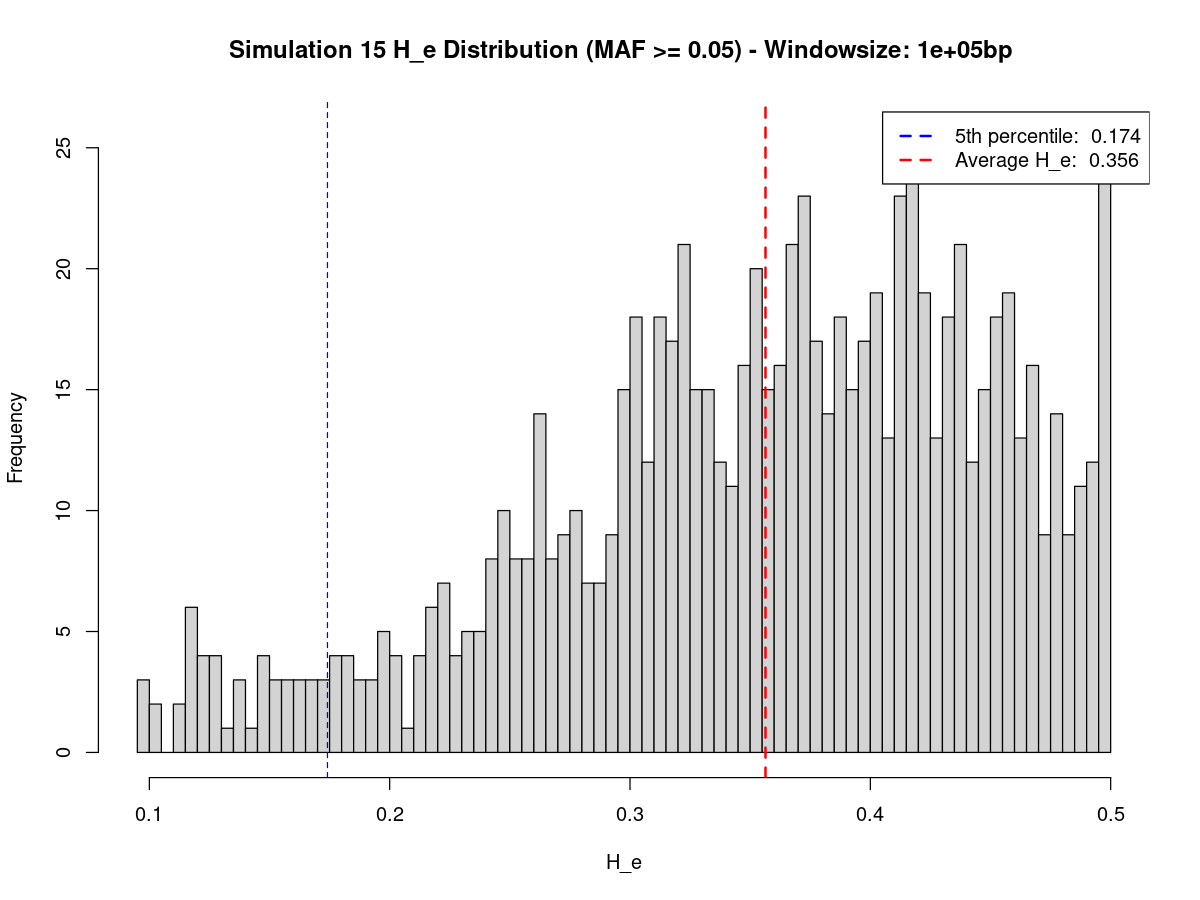 Simulation 15 H_e Distribution (MAF >= 0.05) - Windowsize: 1e+05bp
5th percentile:  0.174
Average H_e:  0.356
Frequency
25
20
15
10
5
0
0.1
0.2
0.3
0.4
0.5
H_e